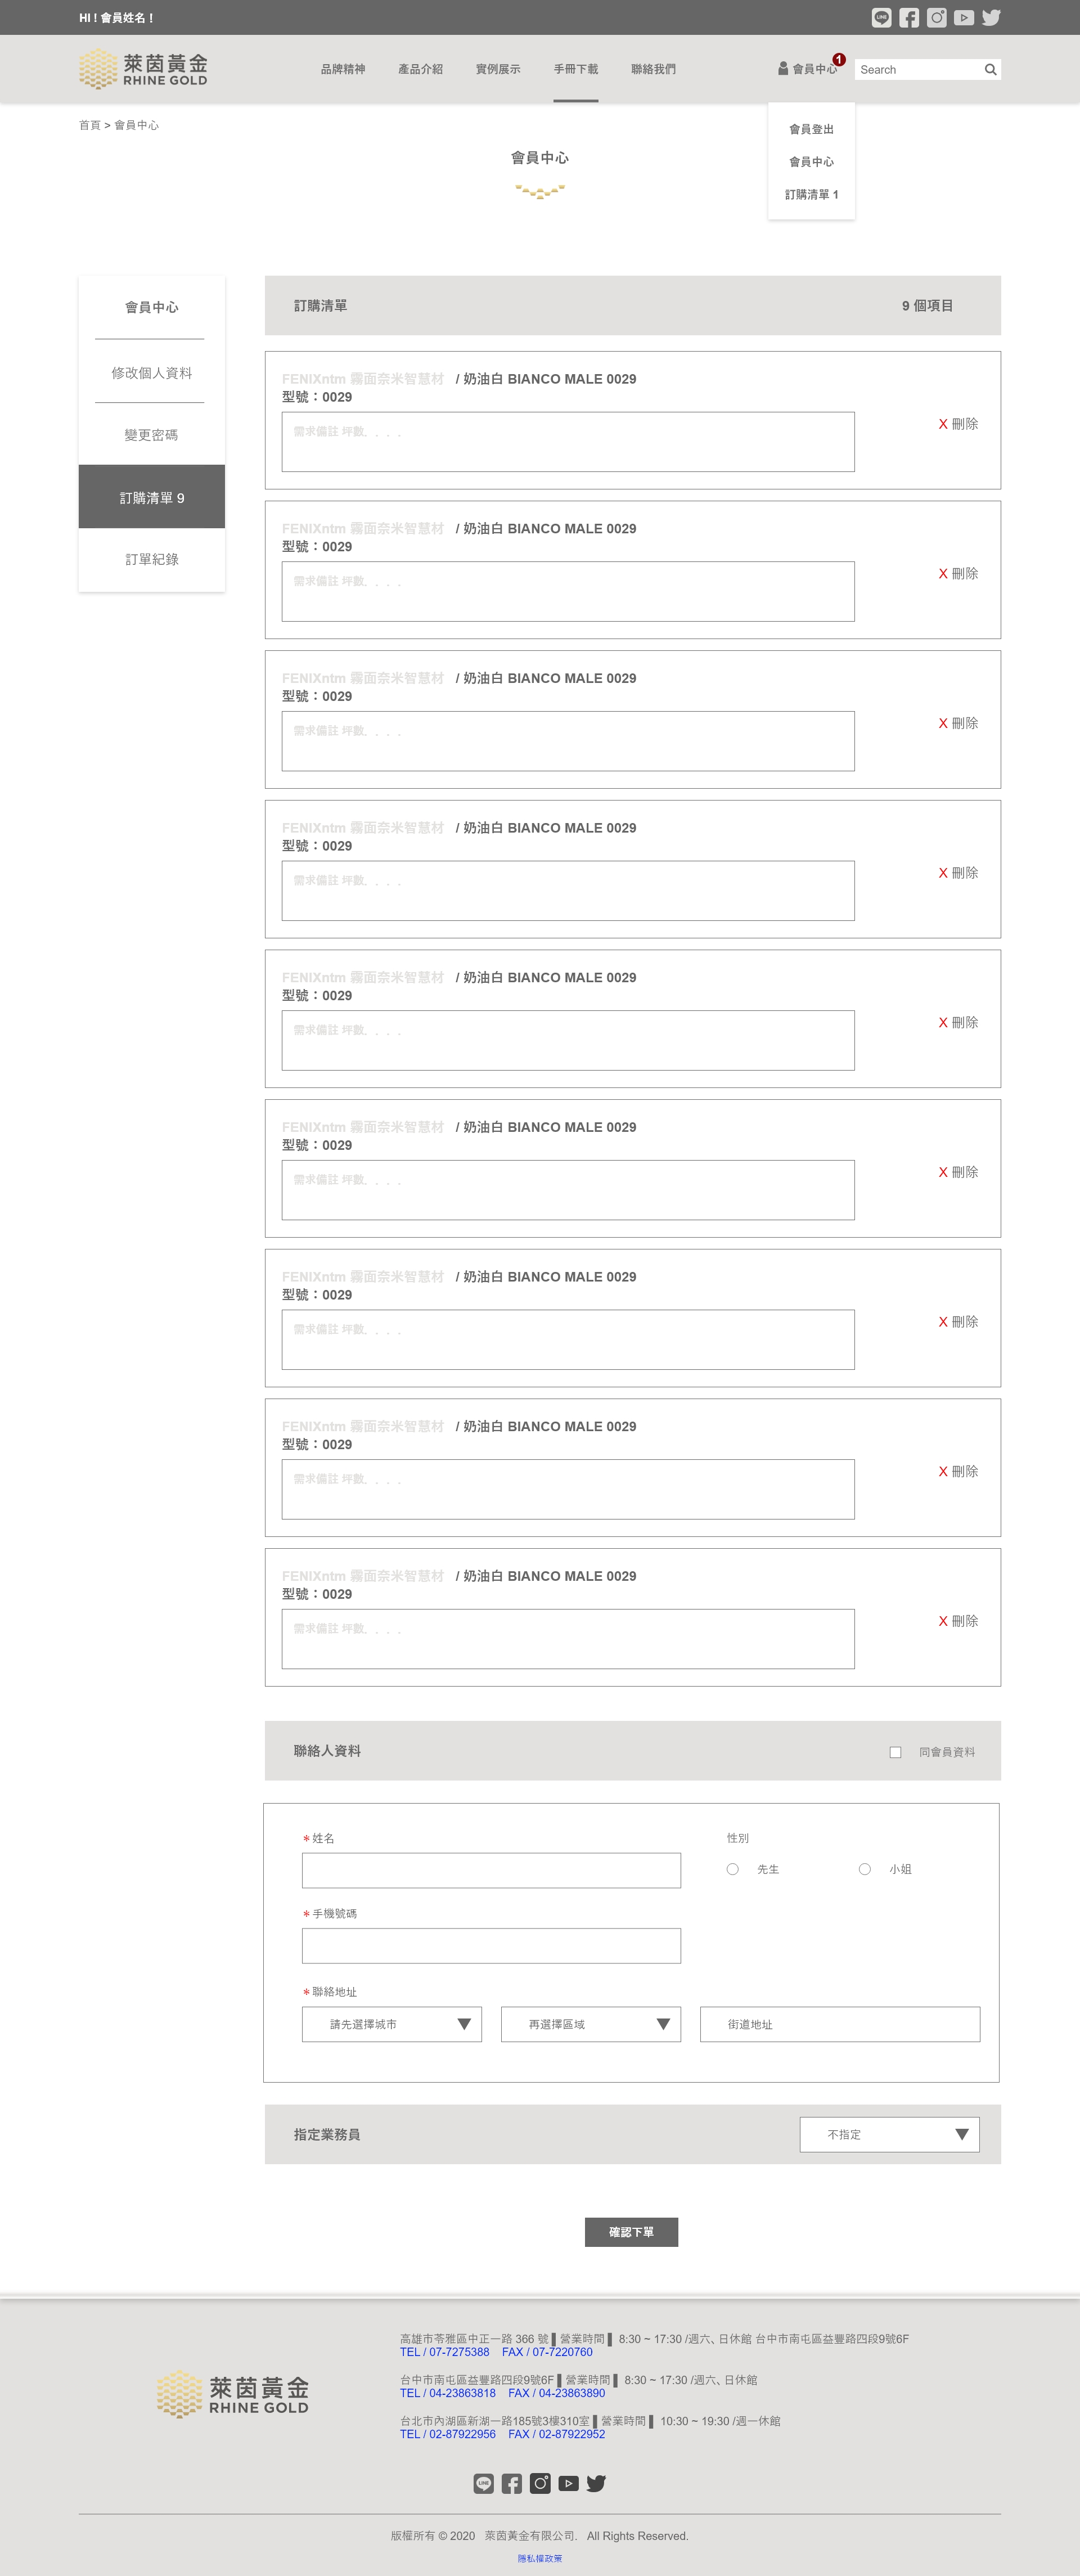 HI ! 會員姓名 !
萊茵黃金
RHINE GOLD
品牌精神 產品介紹 實例展示 手冊下載 聯絡我們
會員中心 1 Search
首頁 > 會員中心
會員中心
會員登出
會員中心
訂購清單 1
會員中心
修改個人資料
變更密碼
訂購清單 9
訂單紀錄
訂購清單 9 個項目
FENIXntm 霧面奈米智慧材 / 奶油白 BIANCO MALE 0029
型號：0029
需求備註 坪數. . . .
X 刪除
FENIXntm 霧面奈米智慧材 / 奶油白 BIANCO MALE 0029
型號：0029
需求備註 坪數. . . .
X 刪除
FENIXntm 霧面奈米智慧材 / 奶油白 BIANCO MALE 0029
型號：0029
需求備註 坪數. . . .
X 刪除
FENIXntm 霧面奈米智慧材 / 奶油白 BIANCO MALE 0029
型號：0029
需求備註 坪數. . . .
X 刪除
FENIXntm 霧面奈米智慧材 / 奶油白 BIANCO MALE 0029
型號：0029
需求備註 坪數. . . .
X 刪除
FENIXntm 霧面奈米智慧材 / 奶油白 BIANCO MALE 0029
型號：0029
需求備註 坪數. . . .
X 刪除
FENIXntm 霧面奈米智慧材 / 奶油白 BIANCO MALE 0029
型號：0029
需求備註 坪數. . . .
X 刪除
FENIXntm 霧面奈米智慧材 / 奶油白 BIANCO MALE 0029
型號：0029
需求備註 坪數. . . .
X 刪除
FENIXntm 霧面奈米智慧材 / 奶油白 BIANCO MALE 0029
型號：0029
需求備註 坪數. . . .
X 刪除
聯絡人資料 同會員資料
*姓名 性別
先生 小姐
*手機號碼
*聯絡地址
請先選擇城市 再選擇區域 街道地址
指定業務員 不指定
確認下單
萊茵黃金
RHINE GOLD
高雄市苓雅區中正一路 366 號 ▌營業時間 ▌ 8:30 ~ 17:30 /週六、日休館 台中市南屯區益豐路四段9號6F
TEL / 07-7275388 FAX / 07-7220760
台中市南屯區益豐路四段9號6F ▌營業時間 ▌ 8:30 ~ 17:30 /週六、日休館
TEL / 04-23863818 FAX / 04-23863890
台北市內湖區新湖一路185號3樓310室 ▌營業時間 ▌ 10:30 ~ 19:30 /週一休館
TEL / 02-87922956 FAX / 02-87922952
版權所有 © 2020 萊茵黃金有限公司. All Rights Reserved.
隱私權政策